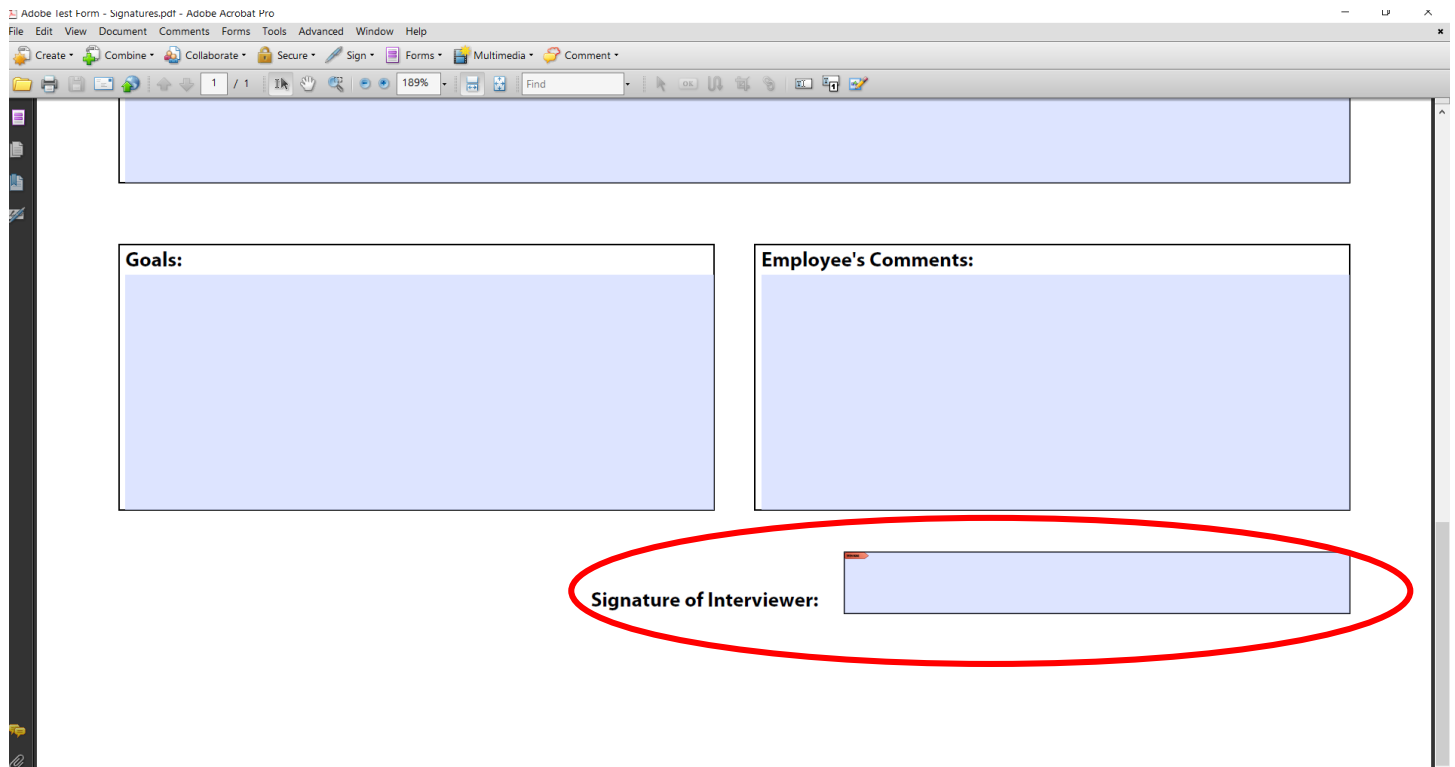 Adobe Test Form - Signatures.pdf - Adobe Acrobat Pro
File Edit View Document Comments Forms Tools Advanced Window Help
Create Combine Collaborate Secure Sign Forms Multimedia Comment
1 / 1 189% Find OK
Goals:
Employee's Comments:
Signature of Interviewer: